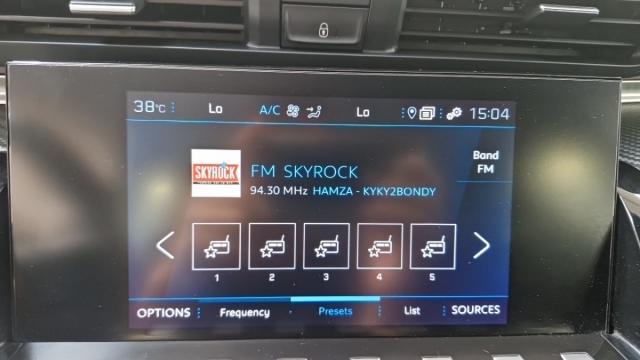 38°C Lo A/C Lo 15:04
SKYROCK
FM SKYROCK
94.30 MHz HAMZA - KYKY2BONDY
Band
FM
1 2 3 4 5
OPTIONS Frequency Presets List SOURCES